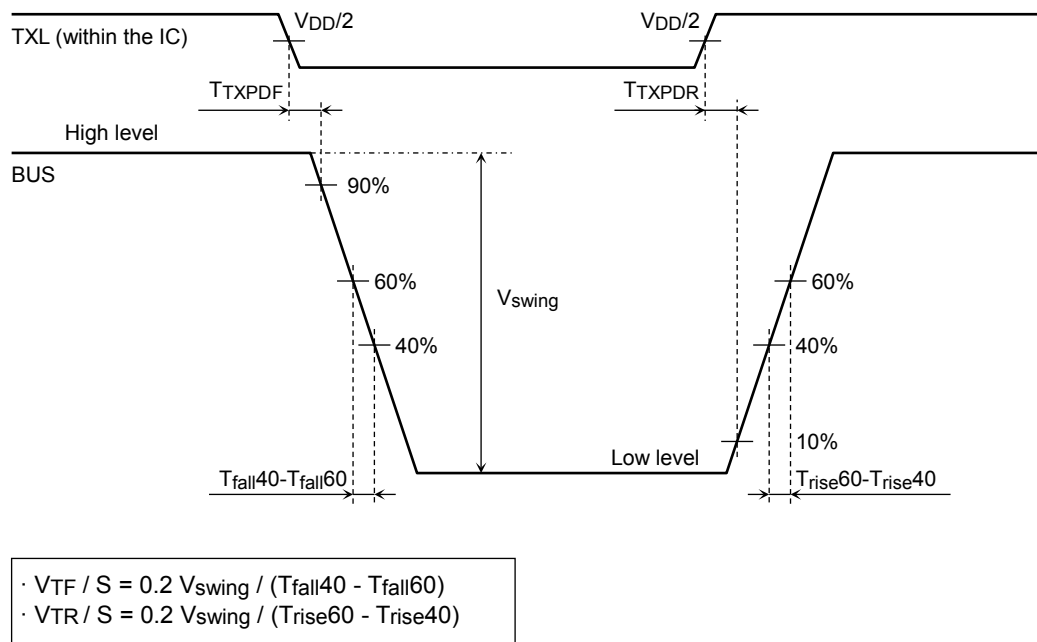 VDD/2 VDD/2
TXL (within the IC)
TTXPDF TTXPDR
High level
BUS
90%
60% 60%
Vswing
40% 40%
10%
Low level
Tfall40-Tfall60 Trise60-Trise40
· VTF / S = 0.2 Vswing / (Tfall40 - Tfall60)
· VTR / S = 0.2 Vswing / (Trise60 - Trise40)